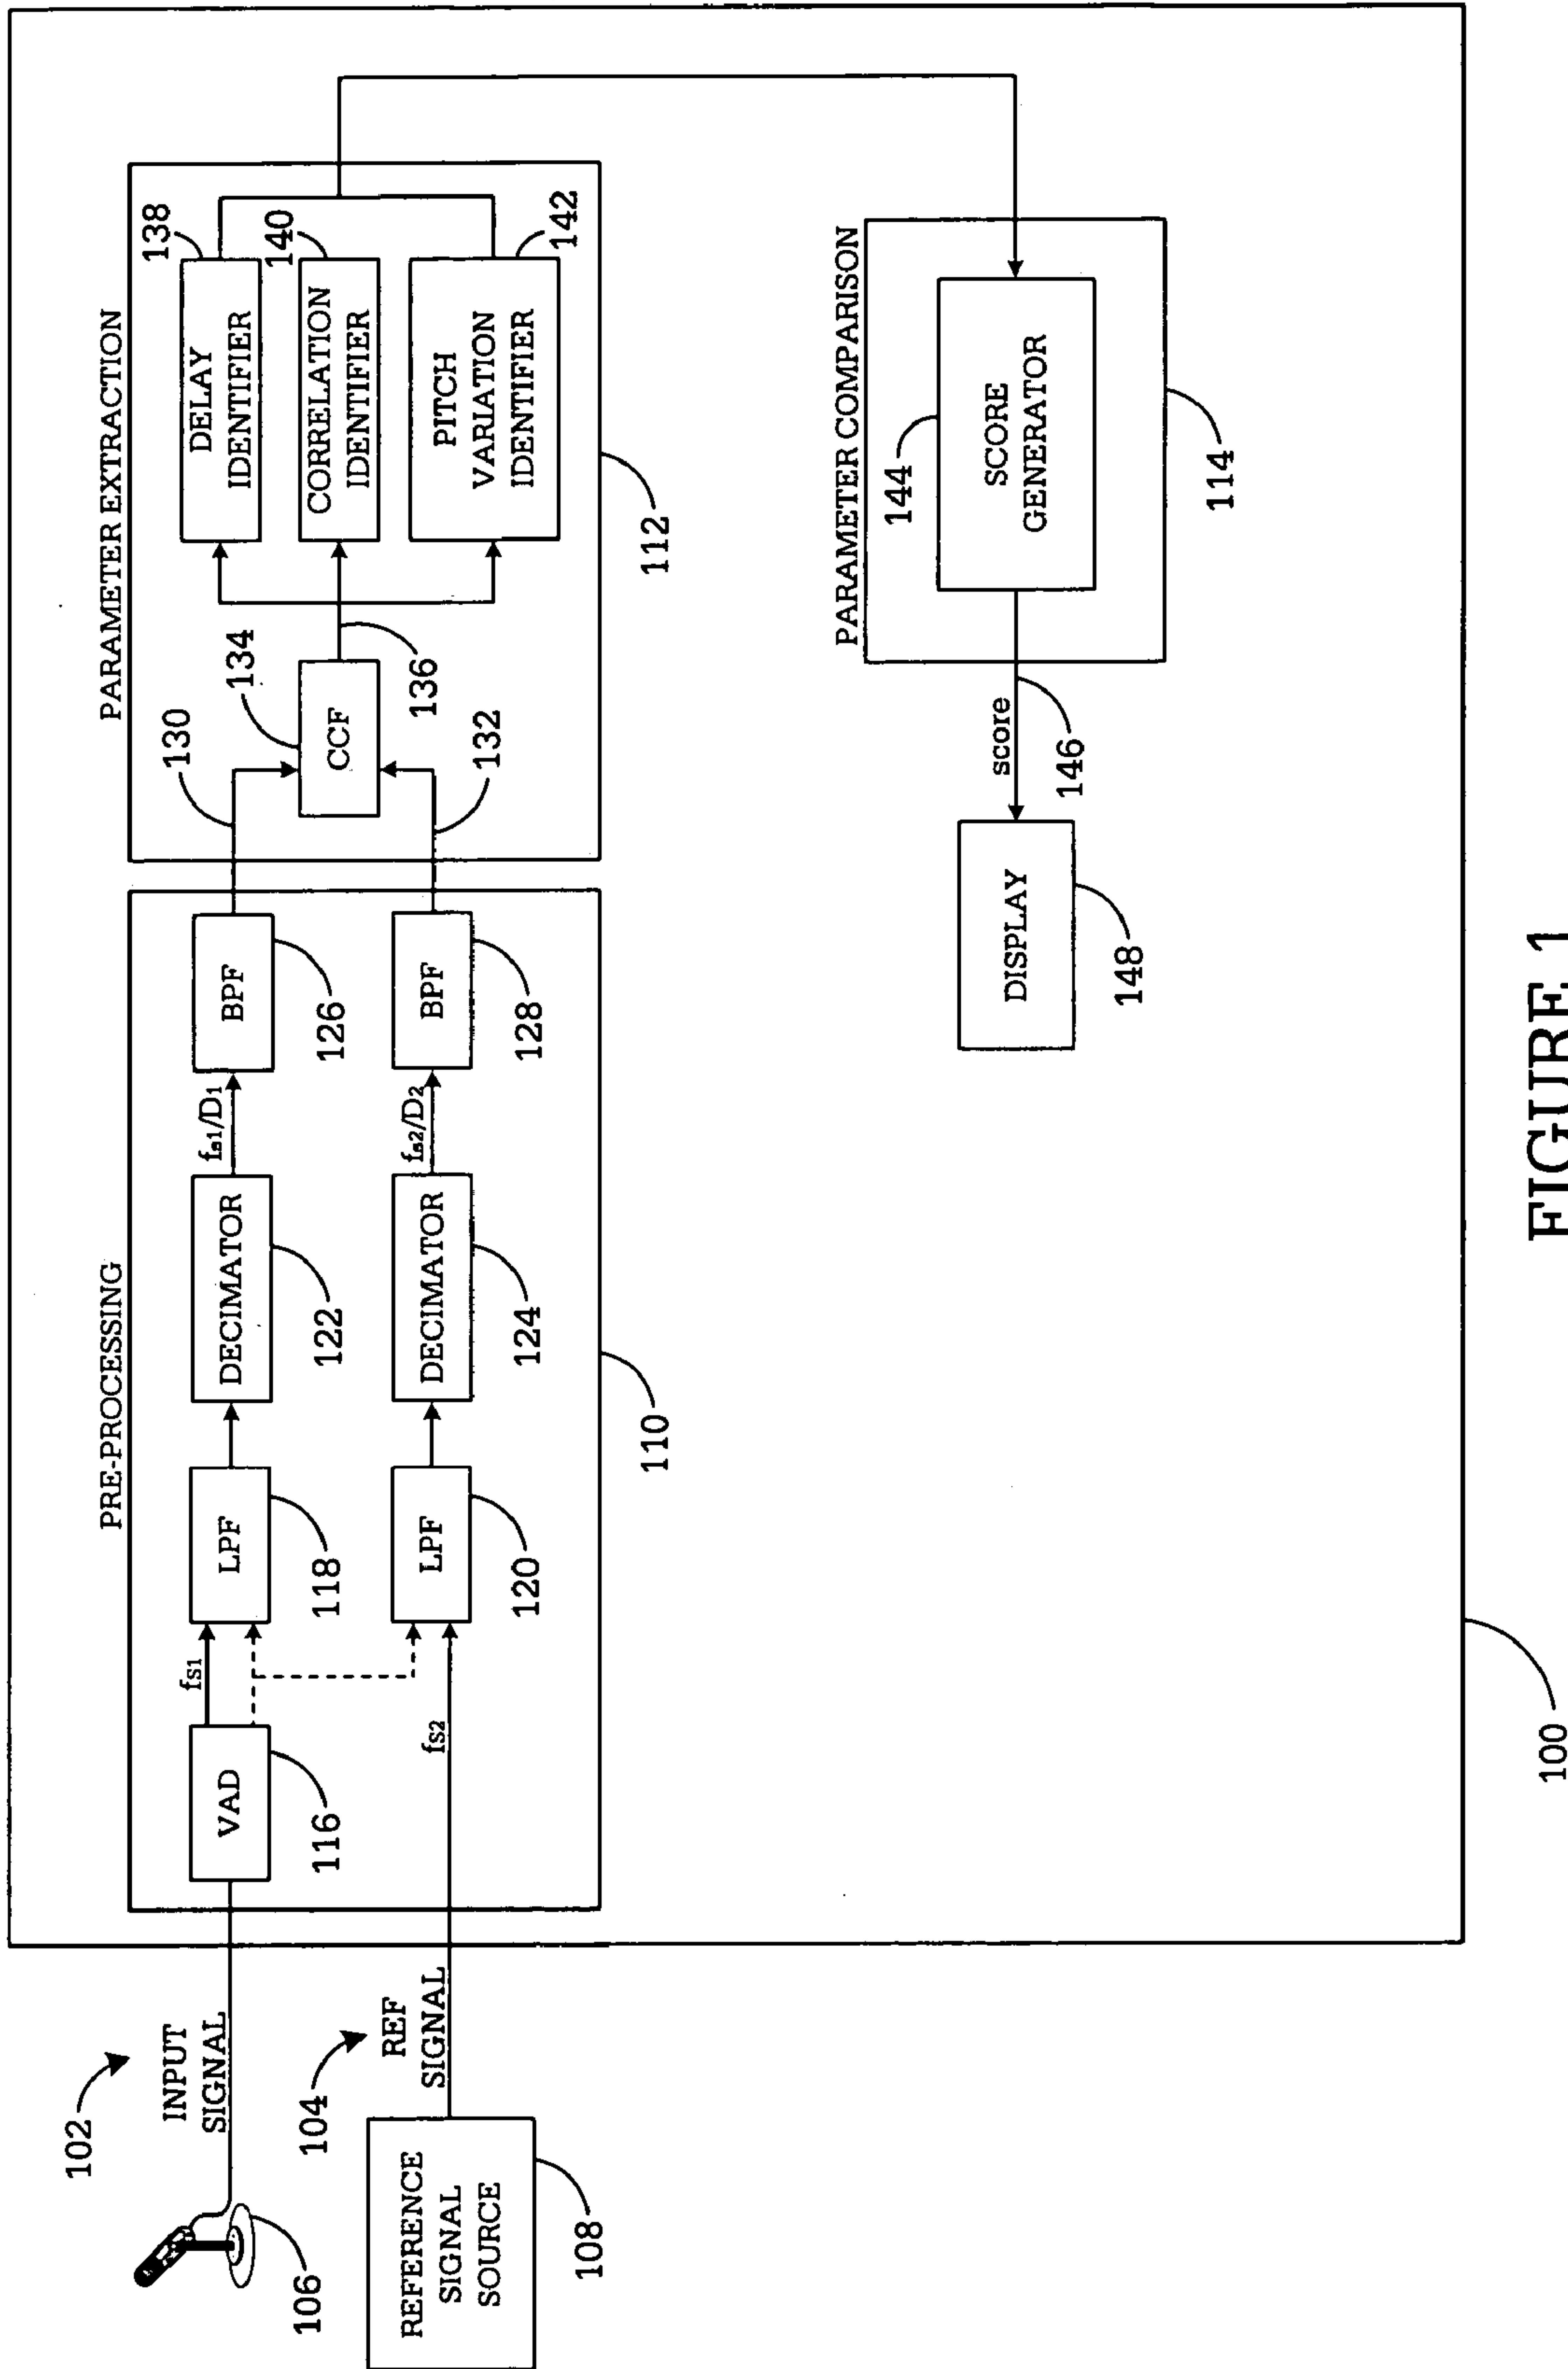 102
INPUT
SIGNAL
106
104
REF
SIGNAL
REFERENCE
SIGNAL
SOURCE
108
PRE-PROCESSING
VAD
116
fS1
fS2
LPF
118
LPF
120
DECIMATOR
122
DECIMATOR
124
fs1/D1
fs2/D2
BPF
126
BPF
128
110
PARAMETER EXTRACTION
130
132
CCF
134
136
DELAY
IDENTIFIER
138
CORRELATION
IDENTIFIER
140
PITCH
VARIATION
IDENTIFIER
142
112
PARAMETER COMPARISON
144
SCORE
GENERATOR
114
score
146
DISPLAY
148
100
FIGURE 1